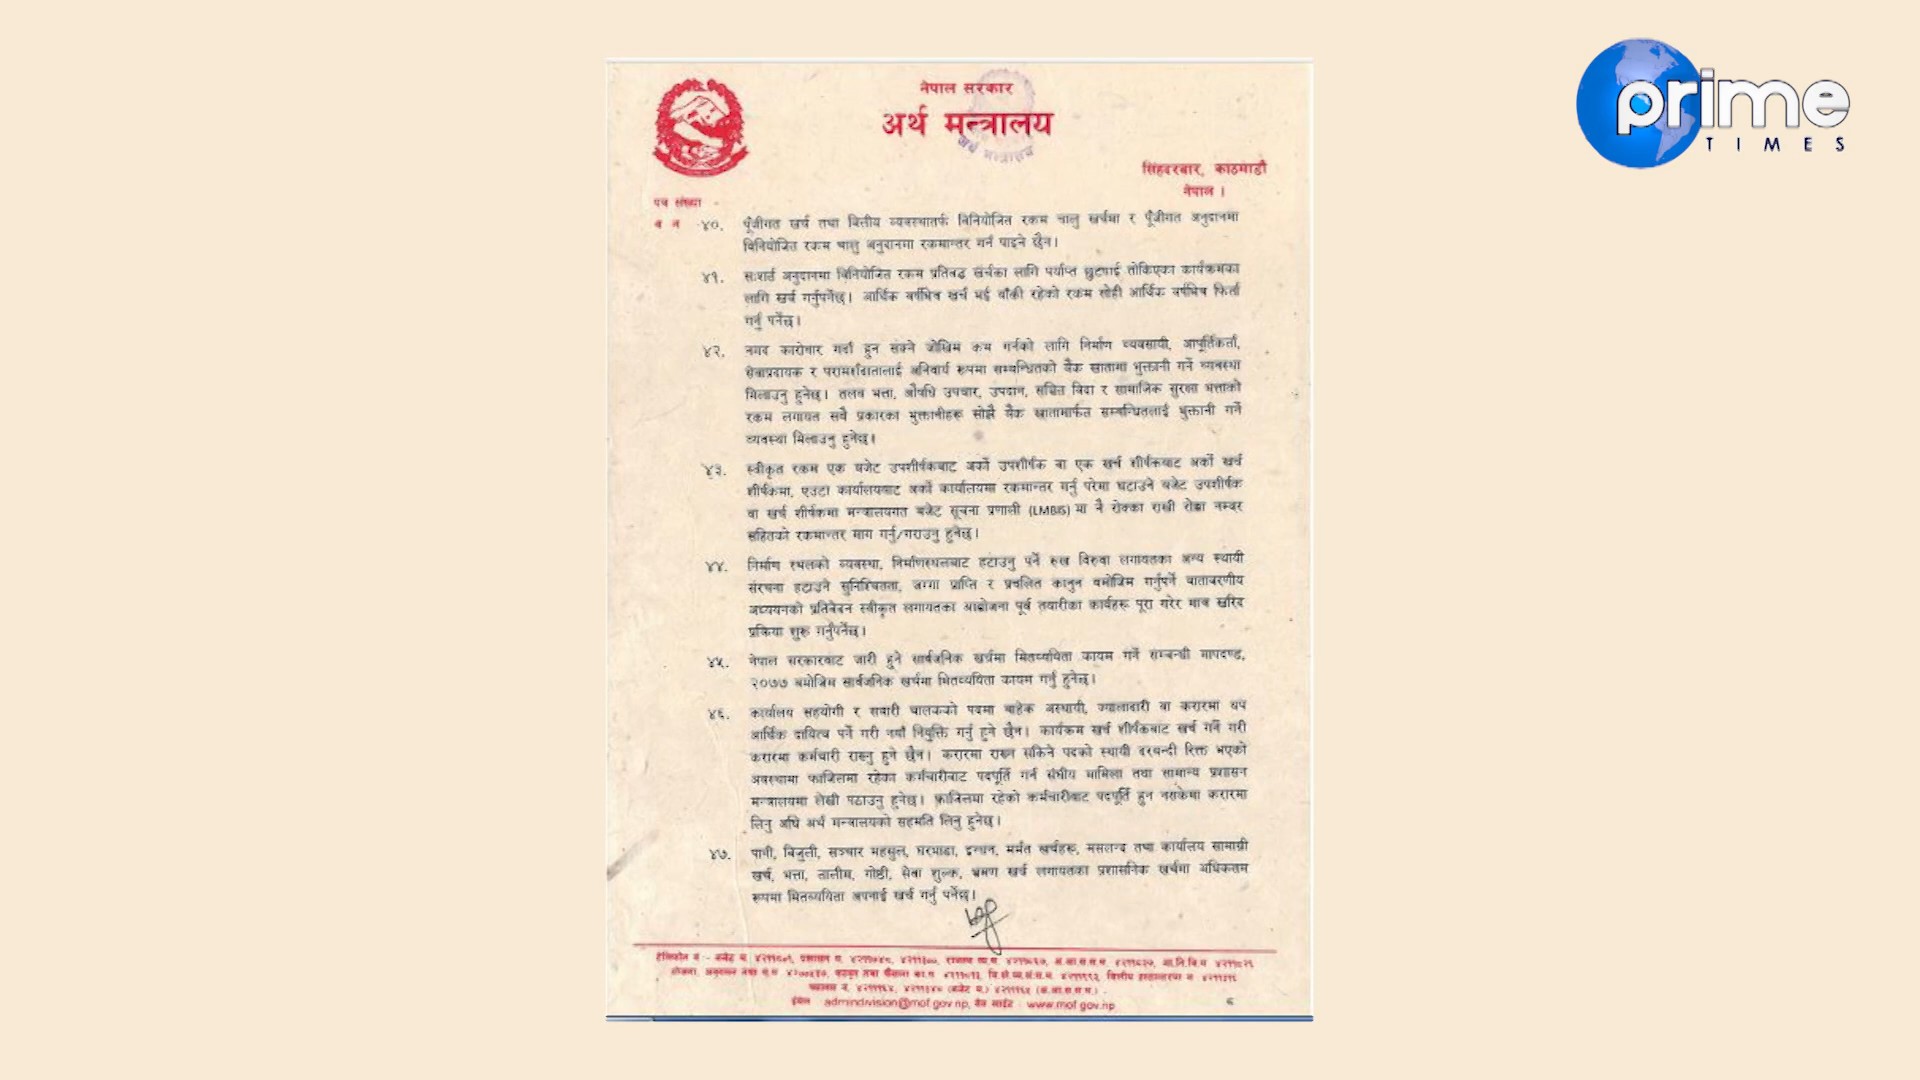 prime
TIMES
नेपाल सरकार
अर्थ मन्त्रालय
अर्थ मन्त्रालय
सिंहदरबार, काठमाडौं
नेपाल ।
पत्र संख्या
च न
४०. पूँजीगत खर्च तथा वित्तीय व्यवस्थातर्फ विनियोजित रकम चालु खर्चमा र पूँजीगत अनुदानमा
विनियोजित रकम चालु अनुदानमा रकमान्तर गर्न पाइने छैन।
४१. सःशर्त अनुदानमा विनियोजित रकम प्रतिबद्ध खर्चका लागि पर्याप्त छुट्याई तोकिएका कार्यक्रमका
लागि खर्च गर्नुपर्नेछ। आर्थिक वर्षभित्र खर्च भई बाँकी रहेको रकम सोही आर्थिक वर्षभित्र फिर्ता
गर्नु पर्नेछ।
४२. नगद कारोबार गर्दा हुन सक्ने जोखिम कम गर्नको लागि निर्माण व्यवसायी, आपूर्तिकर्ता,
सेवाप्रदायक र परामर्शदातालाई अनिवार्य रूपमा सम्बन्धितको बैंक खातामा भुक्तानी गर्ने व्यवस्था
मिलाउनु हुनेछ। तलब भत्ता, औषधि उपचार, उपदान, सञ्चित विदा र सामाजिक सुरक्षा भत्ताको
रकम लगायत सबै प्रकारका भुक्तानीहरू सोझै बैंक खातामार्फत सम्बन्धितलाई भुक्तानी गर्ने
व्यवस्था मिलाउनु हुनेछ।
४३. स्वीकृत रकम एक बजेट उपशीर्षकबाट अर्को उपशीर्षक वा एक खर्च शीर्षकबाट अर्को खर्च
शीर्षकमा, एउटा कार्यालयबाट अर्को कार्यालयमा रकमान्तर गर्नु परेमा घटाउने बजेट उपशीर्षक
वा खर्च शीर्षकमा मन्त्रालयगत बजेट सूचना प्रणाली (LMBIS) मा नै रोक्का राखी रोक्का नम्बर
सहितको रकमान्तर माग गर्नु/गराउनु हुनेछ।
४४. निर्माण स्थलको व्यवस्था, निर्माणस्थलबाट हटाउनु पर्ने रुख विरुवा लगायतका अन्य स्थायी
संरचना हटाउने सुनिश्चितता, जग्गा प्राप्ति र प्रचलित कानुन बमोजिम गर्नुपर्ने वातावरणीय
अध्ययनको प्रतिवेदन स्वीकृत लगायतका आयोजना पूर्व तयारीका कार्यहरू पूरा गरेर मात्र खरिद
प्रक्रिया शुरू गर्नुपर्नेछ।
४५. नेपाल सरकारबाट जारी हुने सार्वजनिक खर्चमा मितव्ययिता कायम गर्ने सम्बन्धी मापदण्ड,
२०७७ बमोजिम सार्वजनिक खर्चमा मितव्ययिता कायम गर्नु हुनेछ।
४६. कार्यालय सहयोगी र सवारी चालकको पदमा बाहेक अस्थायी, ज्यालादारी वा करारमा थप
आर्थिक दायित्व पर्ने गरी नयाँ नियुक्ति गर्नु हुने छैन। कार्यक्रम खर्च शीर्षकबाट खर्च गर्ने गरी
करारमा कर्मचारी राख्नु हुने छैन। करारमा राख्न सकिने पदको स्थायी दरबन्दी रिक्त भएको
अवस्थामा फाजिलमा रहेका कर्मचारीबाट पदपूर्ति गर्न संघीय मामिला तथा सामान्य प्रशासन
मन्त्रालयमा लेखी पठाउनु हुनेछ। फाजिलमा रहेको कर्मचारीबाट पदपूर्ति हुन नसकेमा करारमा
लिनु अघि अर्थ मन्त्रालयको सहमति लिनु हुनेछ।
४७. पानी, बिजुली, सञ्चार महसुल, घरभाडा, इन्धन, मर्मत खर्चहरू, मसलन्द तथा कार्यालय सामाग्री
खर्च, भत्ता, तालीम, गोष्ठी, सेवा शुल्क, भ्रमण खर्च लगायतका प्रशासनिक खर्चमा अधिकतम
रूपमा मितव्ययिता अपनाई खर्च गर्नु पर्नेछ।
टेलिफोन नं
ईमेल admindivision@mof.gov.np, वेब साईट www.mof.gov.np